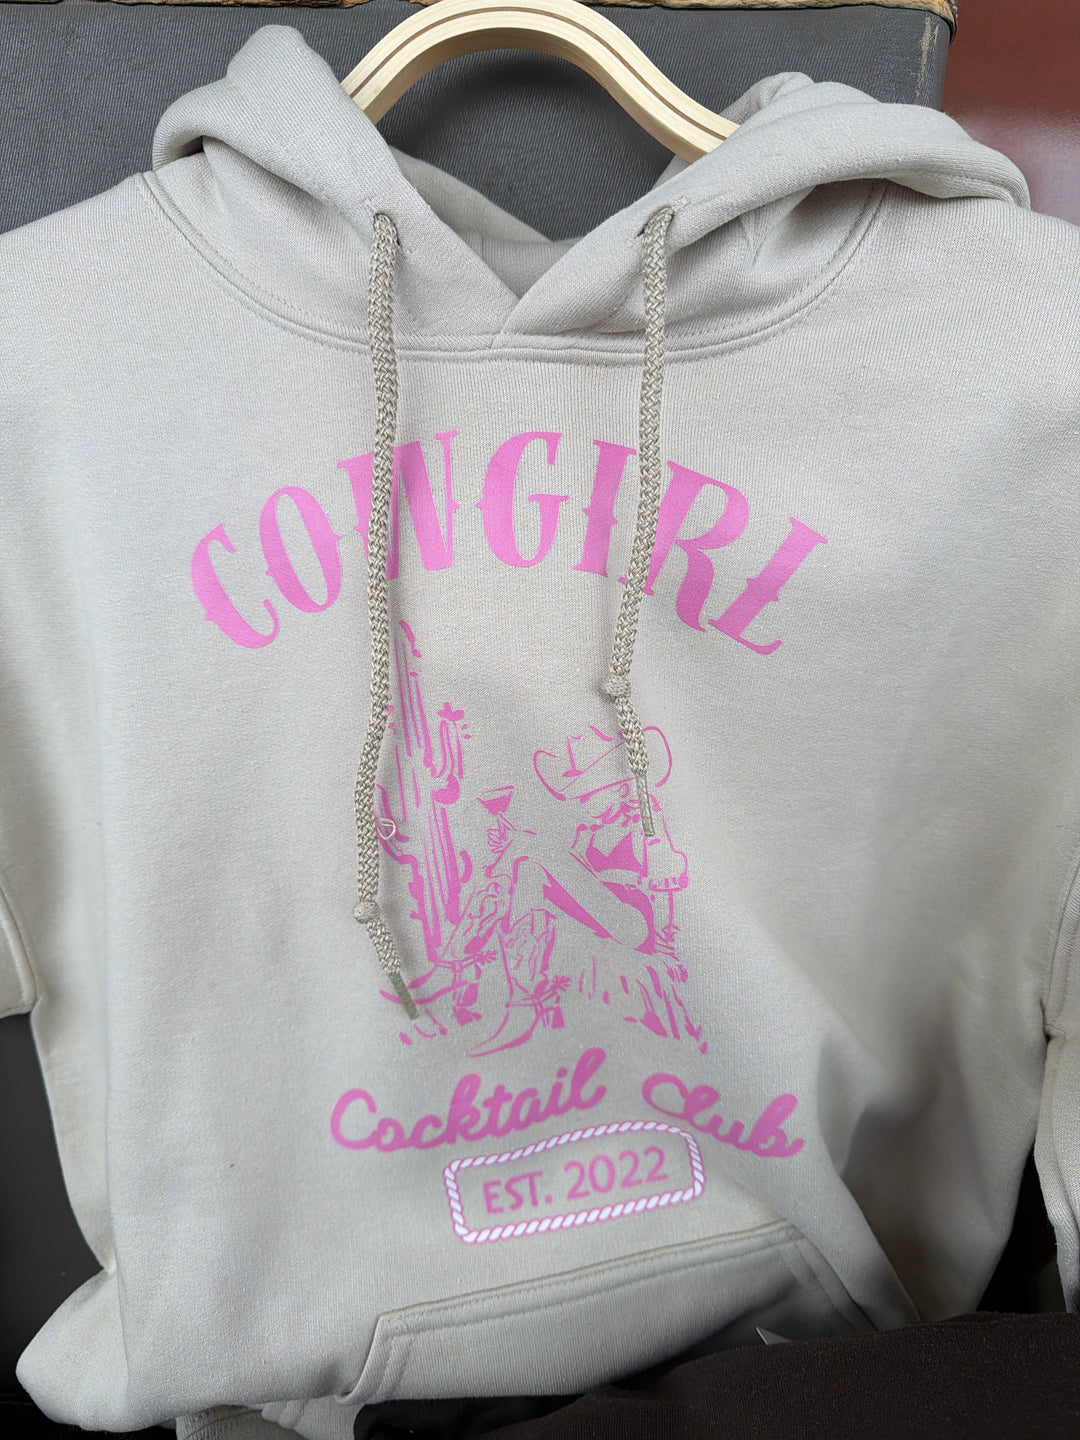 COWGIRL
Cocktail Club
EST. 2022